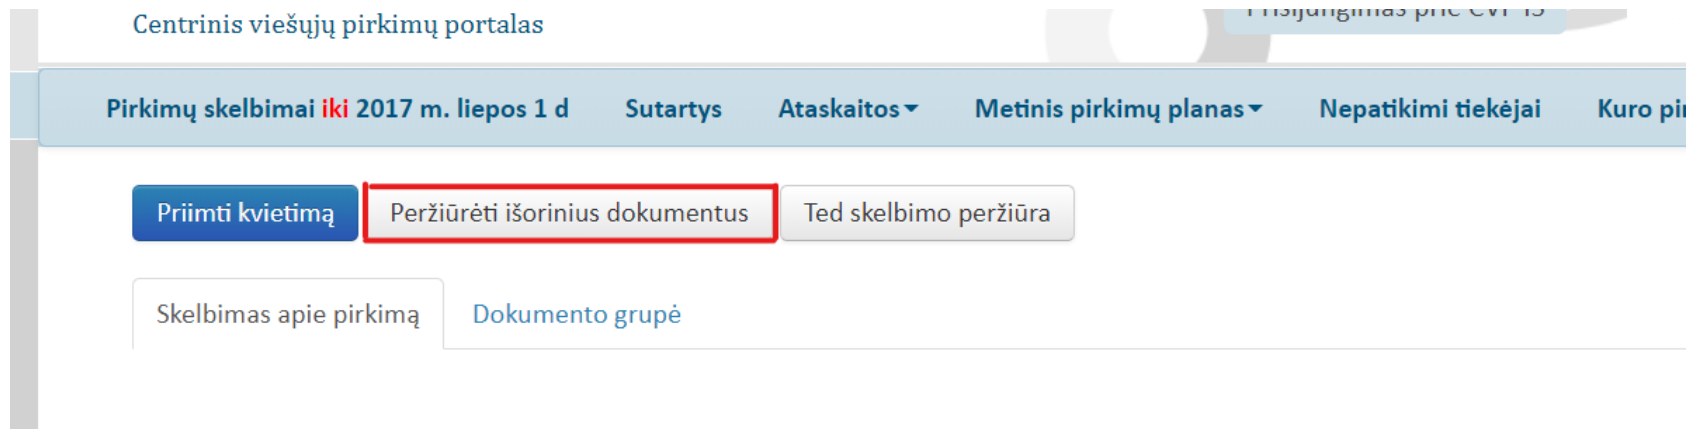 Centrinis viešųjų pirkimų portalas
Pirkimų skelbimai iki 2017 m. liepos 1 d Sutartys Ataskaitos Metinis pirkimų planas Nepatikimi tiekėjai Kuro
Priimti kvietimą Peržiūrėti išorinius dokumentus Ted skelbimo peržiūra
Skelbimas apie pirkimą Dokumento grupė